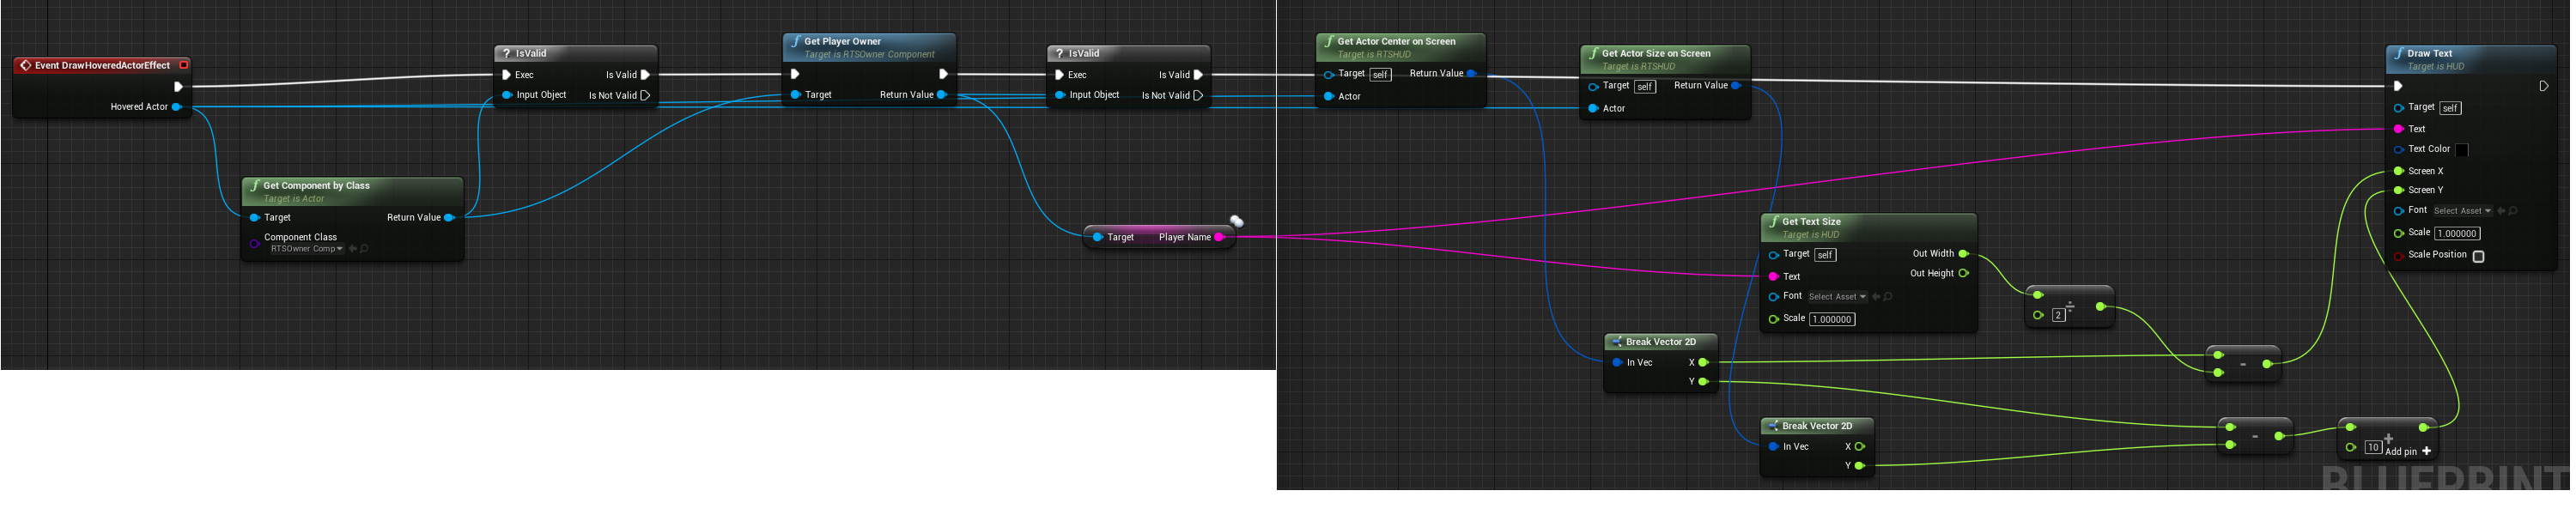 Event DrawHoveredActorEffect
Hovered Actor
Get Component by Class
Target is Actor
Target
Return Value
Component Class
RTSOwner Comp
? IsValid
Exec
Is Valid
Input Object
Is Not Valid
Get Player Owner
Target is RTSOwner Component
Target
Return Value
? IsValid
Exec
Is Valid
Input Object
Is Not Valid
Target
Player Name
Get Actor Center on Screen
Target is RTSHUD
Target self
Return Value
Actor
Get Actor Size on Screen
Target is RTSHUD
Target self
Return Value
Actor
Get Text Size
Target is HUD
Target self
Out Width
Text
Out Height
Font Select Asset
Scale 1.000000
Break Vector 2D
In Vec
X
Y
Break Vector 2D
In Vec
X
Y
÷
2
-
-
+
10
Add pin +
Draw Text
Target is HUD
Target self
Text
Text Color
Screen X
Screen Y
Font Select Asset
Scale 1.000000
Scale Position
BLUEPRINT